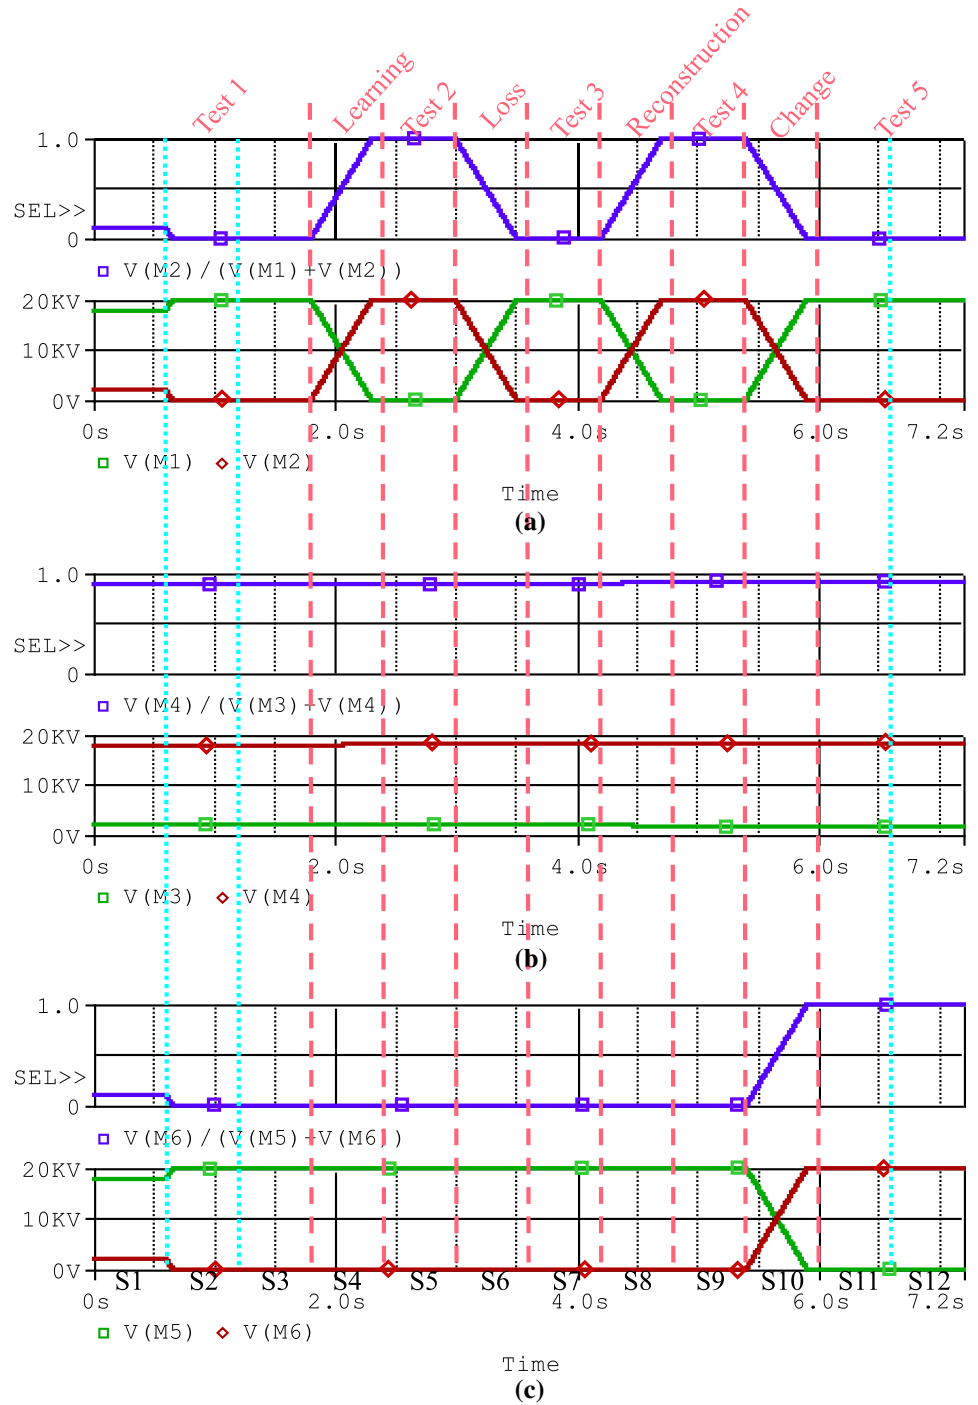 Test 1 Learning Test 2 Loss Test 3 Reconstruction Test 4 Change Test 5
1.0
SEL>>
0
V(M2)/(V(M1)+V(M2))
20KV
10KV
0V
0s 2.0s 4.0s 6.0s 7.2s
V(M1) V(M2)
Time
(a)
1.0
SEL>>
0
V(M4)/(V(M3)+V(M4))
20KV
10KV
0V
0s 2.0s 4.0s 6.0s 7.2s
V(M3) V(M4)
Time
(b)
1.0
SEL>>
0
V(M6)/(V(M5)+V(M6))
20KV
10KV
0V
S1 S2 S3 S4 S5 S6 S7 S8 S9 S10 S11 S12
0s 2.0s 4.0s 6.0s 7.2s
V(M5) V(M6)
Time
(c)